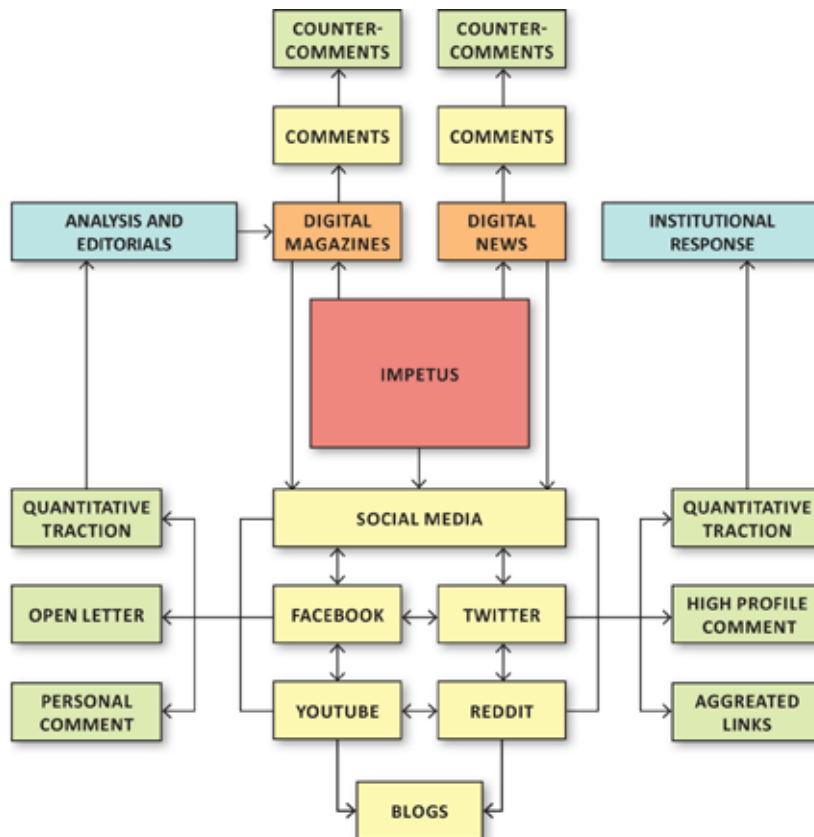 COUNTER-
COMMENTS
COUNTER-
COMMENTS
COMMENTS
COMMENTS
ANALYSIS AND
EDITORIALS
DIGITAL
MAGAZINES
DIGITAL
NEWS
INSTITUTIONAL
RESPONSE
IMPETUS
QUANTITATIVE
TRACTION
SOCIAL MEDIA
QUANTITATIVE
TRACTION
OPEN LETTER
FACEBOOK
TWITTER
HIGH PROFILE
COMMENT
PERSONAL
COMMENT
YOUTUBE
REDDIT
AGGREATED
LINKS
BLOGS